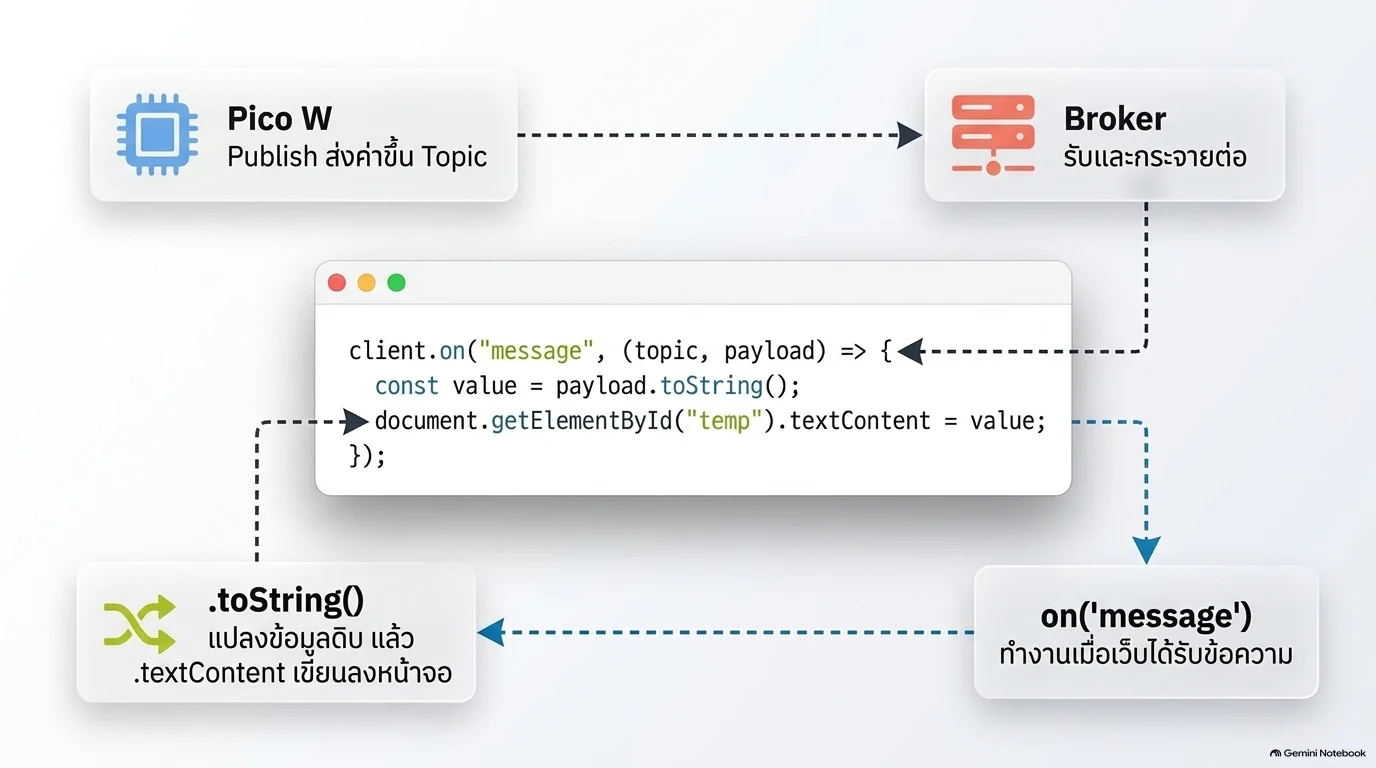 Pico W
Publish ส่งค่าขึ้น Topic
Broker
รับและกระจายต่อ
client.on("message", (topic, payload) => {
const value = payload.toString();
document.getElementById("temp").textContent = value;
});
.toString()
แปลงข้อมูลดิบ แล้ว
.textContent เขียนลงหน้าจอ
on('message')
ทำงานเมื่อเว็บได้รับข้อความ
Gemini Notebook